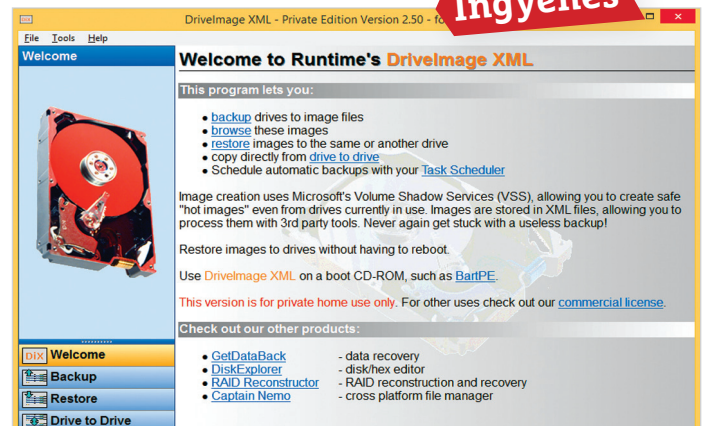 Ingyenes
DriveImage XML - Private Edition Version 2.50 - fo
File Tools Help
Welcome
Welcome to Runtime's DriveImage XML
This program lets you:
• backup drives to image files
• browse these images
• restore images to the same or another drive
• copy directly from drive to drive
• Schedule automatic backups with your Task Scheduler
Image creation uses Microsoft's Volume Shadow Services (VSS), allowing you to create safe
"hot images" even from drives currently in use. Images are stored in XML files, allowing you to
process them with 3rd party tools. Never again get stuck with a useless backup!
Restore images to drives without having to reboot.
Use DriveImage XML on a boot CD-ROM, such as BartPE.
This version is for private home use only. For other uses check out our commercial license.
Check out our other products:
• GetDataBack - data recovery
• DiskExplorer - disk/hex editor
• RAID Reconstructor - RAID reconstruction and recovery
• Captain Nemo - cross platform file manager
DiX Welcome
Backup
Restore
Drive to Drive